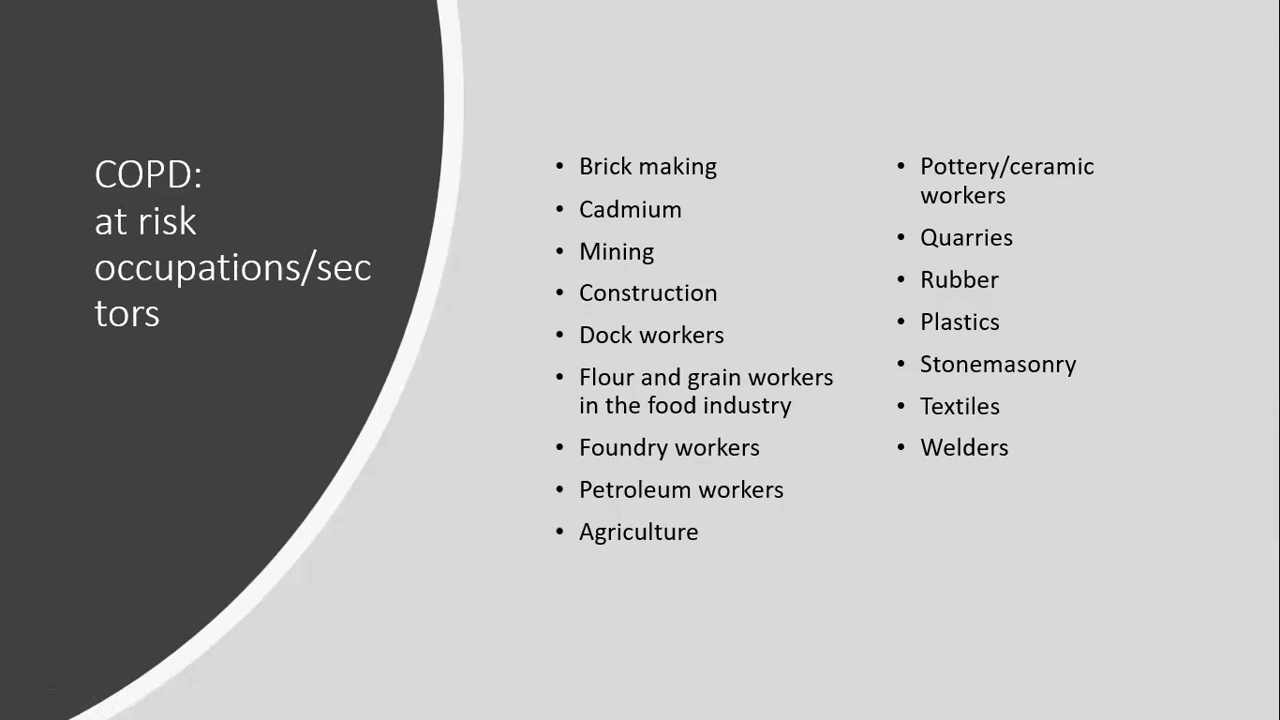 COPD:
at risk
occupations/sec
tors
• Brick making
• Cadmium
• Mining
• Construction
• Dock workers
• Flour and grain workers
in the food industry
• Foundry workers
• Petroleum workers
• Agriculture
• Pottery/ceramic
workers
• Quarries
• Rubber
• Plastics
• Stonemasonry
• Textiles
• Welders